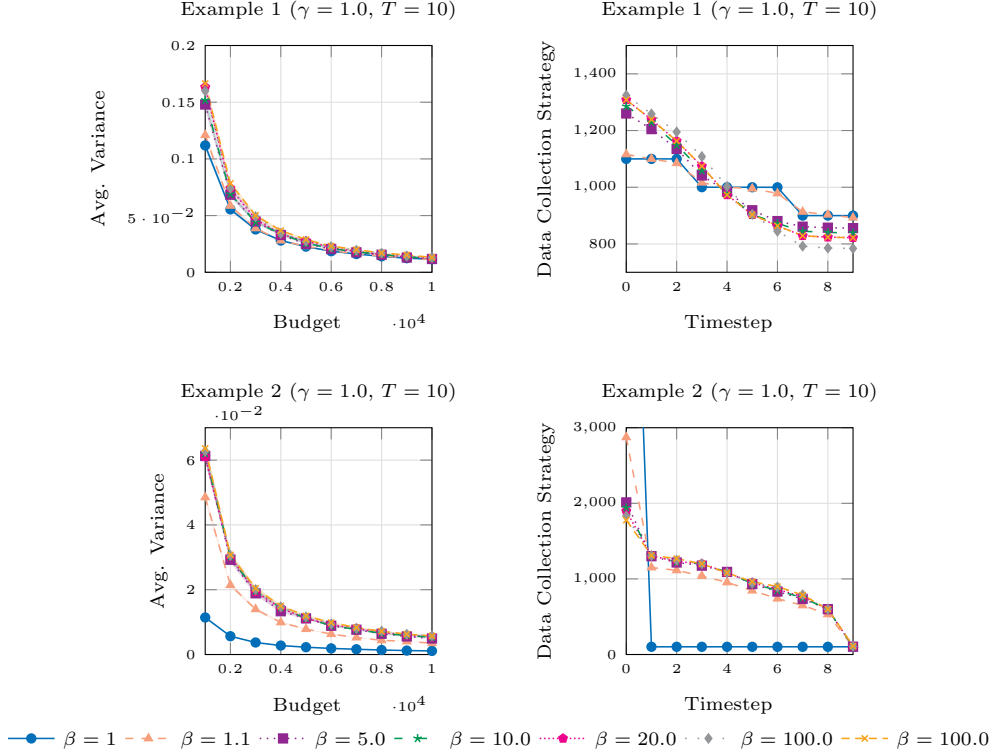 Example 1 (γ = 1.0, T = 10)
Example 1 (γ = 1.0, T = 10)
Avg. Variance
0.2
0.15
0.1
5 · 10−2
0
0.2
0.4
0.6
0.8
1
Budget
·10⁴
Data Collection Strategy
1,400
1,200
1,000
800
0
2
4
6
8
Timestep
Example 2 (γ = 1.0, T = 10)
Example 2 (γ = 1.0, T = 10)
·10−2
Avg. Variance
6
4
2
0
0.2
0.4
0.6
0.8
1
Budget
·10⁴
Data Collection Strategy
3,000
2,000
1,000
0
0
2
4
6
8
Timestep
β = 1
β = 1.1
β = 5.0
β = 10.0
β = 20.0
β = 100.0
β = 100.0